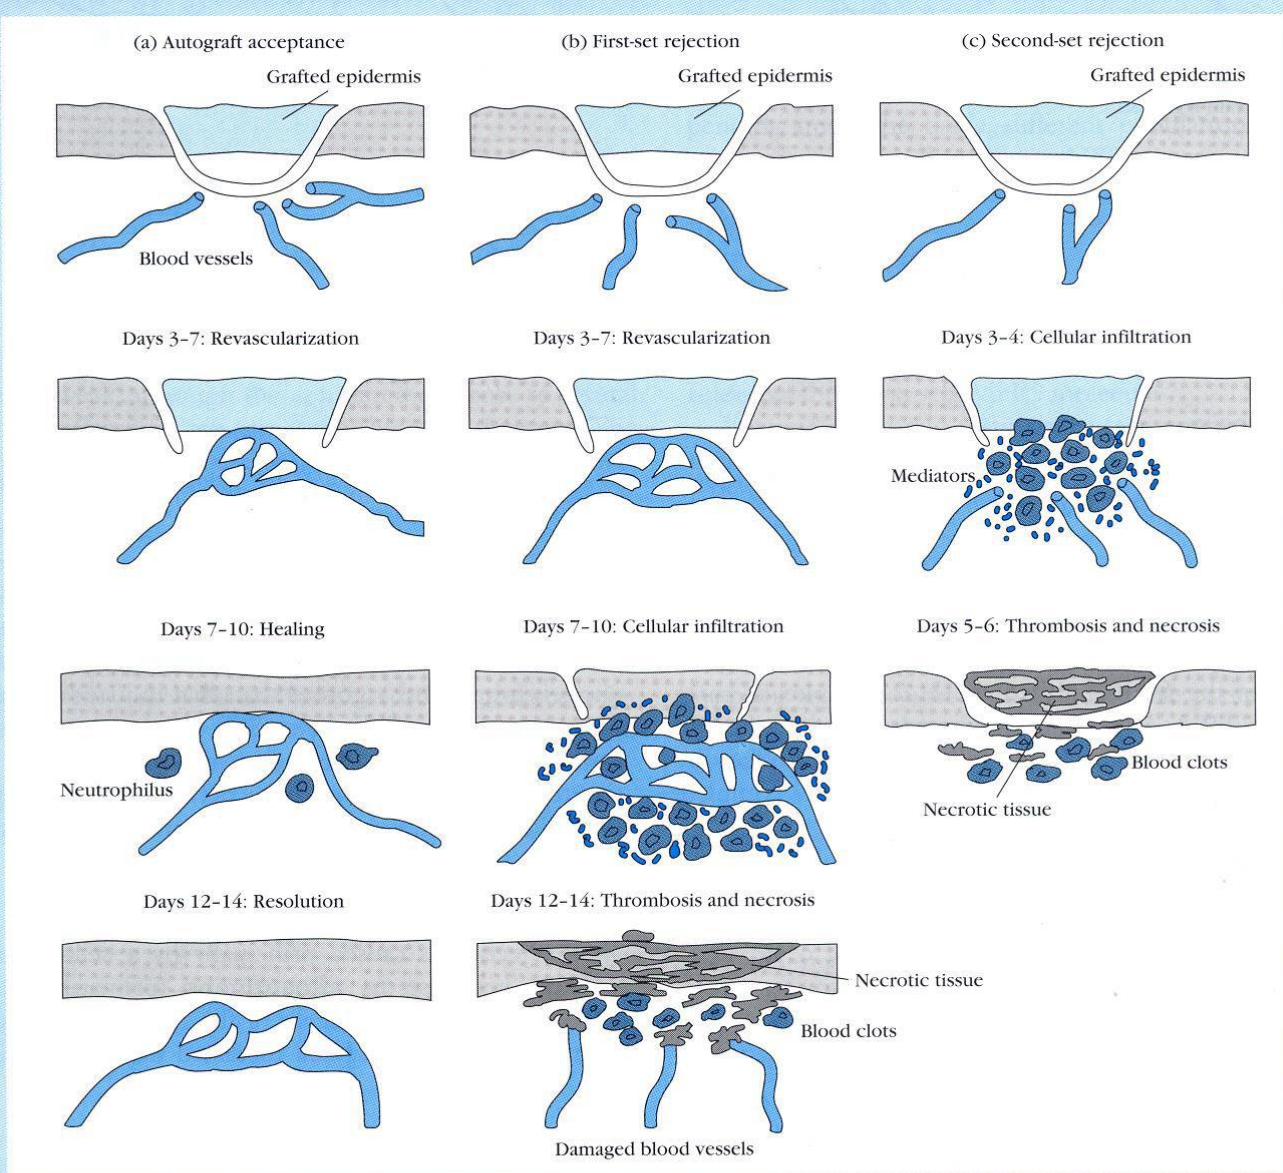 (a) Autograft acceptance
Grafted epidermis
Blood vessels
Days 3–7: Revascularization
Days 7–10: Healing
Neutrophilus
Days 12–14: Resolution
(b) First-set rejection
Grafted epidermis
Days 3–7: Revascularization
Days 7–10: Cellular infiltration
Days 12–14: Thrombosis and necrosis
Necrotic tissue
Blood clots
Damaged blood vessels
(c) Second-set rejection
Grafted epidermis
Days 3–4: Cellular infiltration
Mediators
Days 5–6: Thrombosis and necrosis
Blood clots
Necrotic tissue